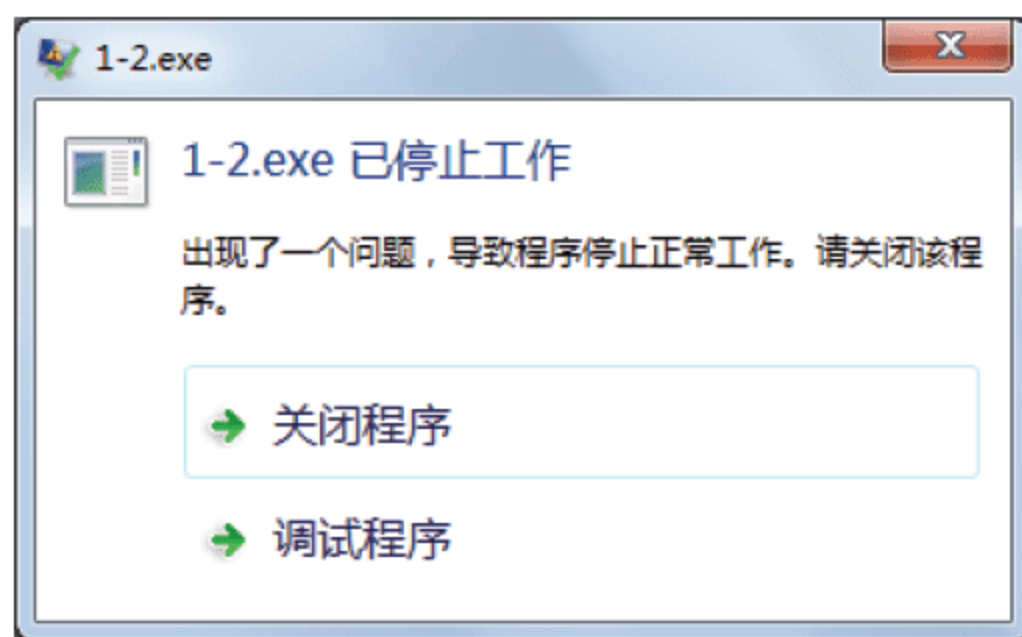 1-2.exe
1-2.exe 已停止工作
出现了一个问题，导致程序停止正常工作。请关闭该程
序。
关闭程序
调试程序